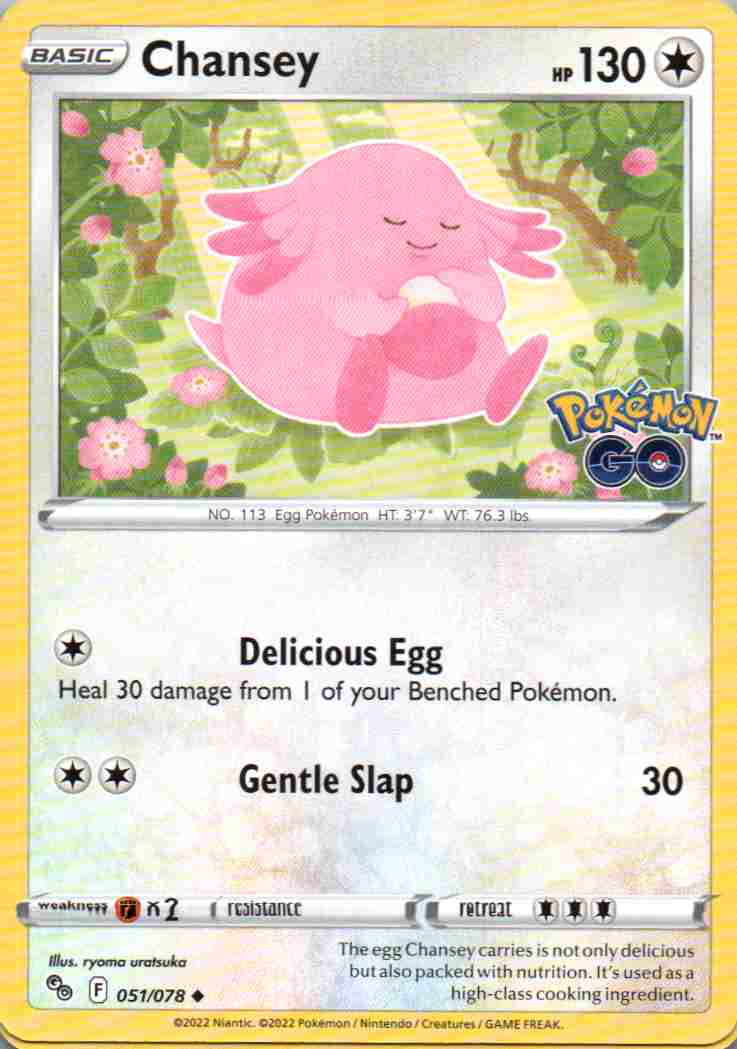 BASIC Chansey HP 130
POKéMON™
GO
NO. 113 Egg Pokémon HT. 3'7" WT. 76.3 lbs.
Delicious Egg
Heal 30 damage from 1 of your Benched Pokémon.
Gentle Slap 30
weakness ×2 resistance retreat
Illus. ryoma uratsuka
The egg Chansey carries is not only delicious
but also packed with nutrition. It's used as a
high-class cooking ingredient.
GO F 051/078
©2022 Niantic. ©2022 Pokémon / Nintendo / Creatures / GAME FREAK.